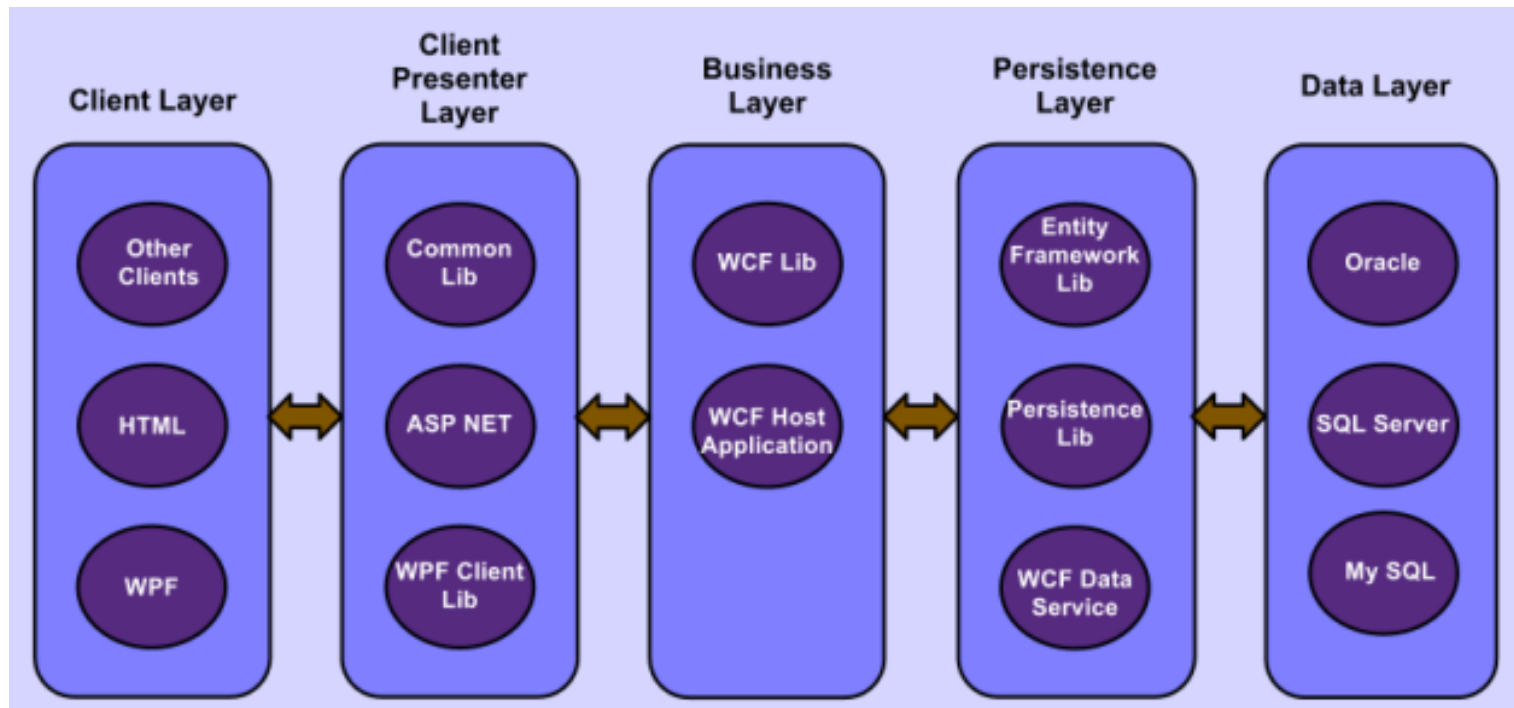 Client Layer
Client
Presenter
Layer
Business
Layer
Persistence
Layer
Data Layer
Other
Clients
HTML
WPF
Common
Lib
ASP NET
WPF Client
Lib
WCF Lib
WCF Host
Application
Entity
Framework
Lib
Persistence
Lib
WCF Data
Service
Oracle
SQL Server
My SQL